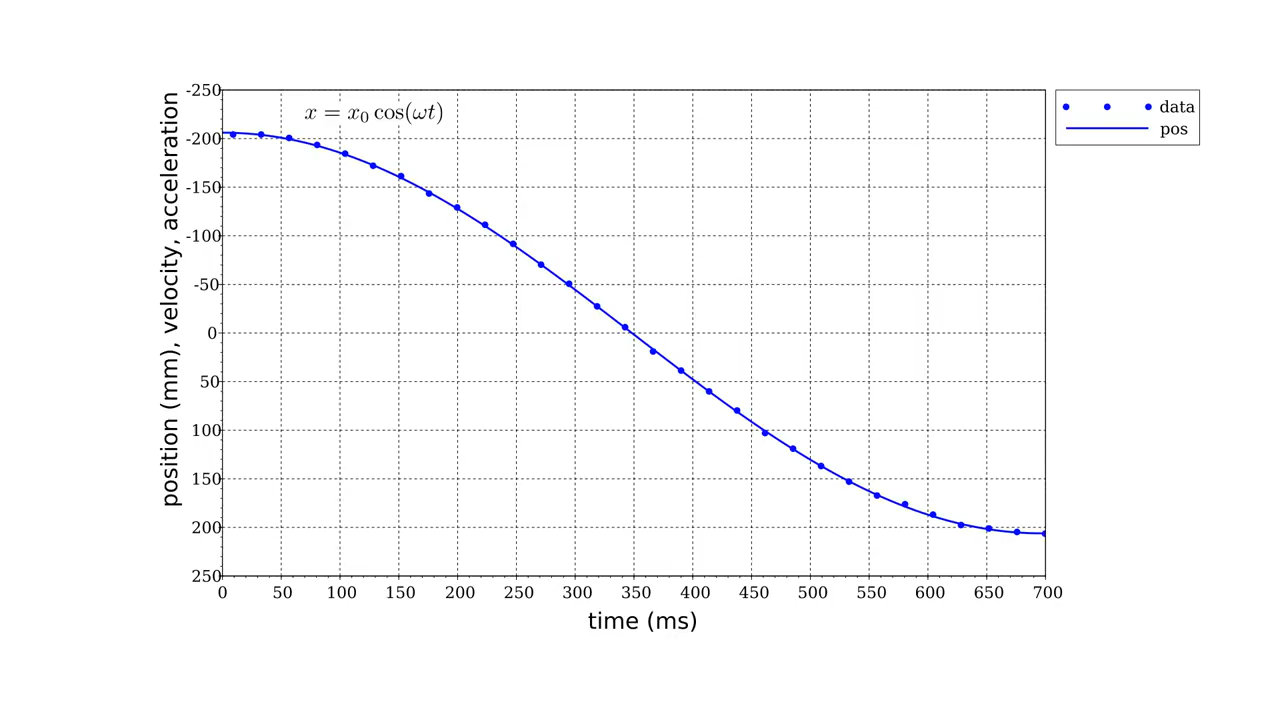 position (mm), velocity, acceleration
-250
-200
-150
-100
-50
0
50
100
150
200
250
x = x₀ cos(ωt)
0 50 100 150 200 250 300 350 400 450 500 550 600 650 700
time (ms)
data
pos